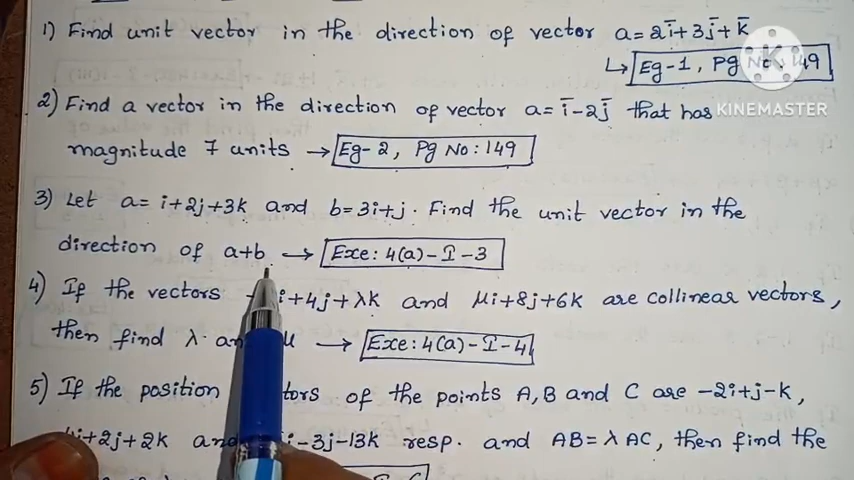 1) Find unit vector in the direction of vector a = 2i̅+3j̅+k̅
↳ Eg-1, Pg No: 149
KINEMASTER
2) Find a vector in the direction of vector a= i̅-2j̅ that has
magnitude 7 units → Eg-2, Pg No: 149
3) Let a= i+2j+3k and b=3i+j. Find the unit vector in the
direction of a+b → Exe: 4(a)-I-3
4) If the vectors i+4j+λk and μi+8j+6k are collinear vectors,
then find λ → Exe: 4(a)-I-4
5) If the position of the points A,B and C are -2i+j-k,
+2j+2k -3j-13k resp. and AB=λAC, then find the